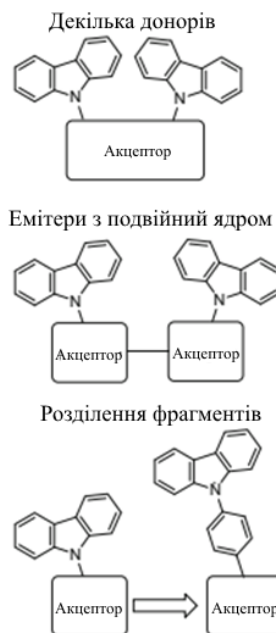 Декілька донорів
N N
Акцептор
Емітери з подвійний ядром
N N
Акцептор Акцептор
Розділення фрагментів
N
N
Акцептор Акцептор